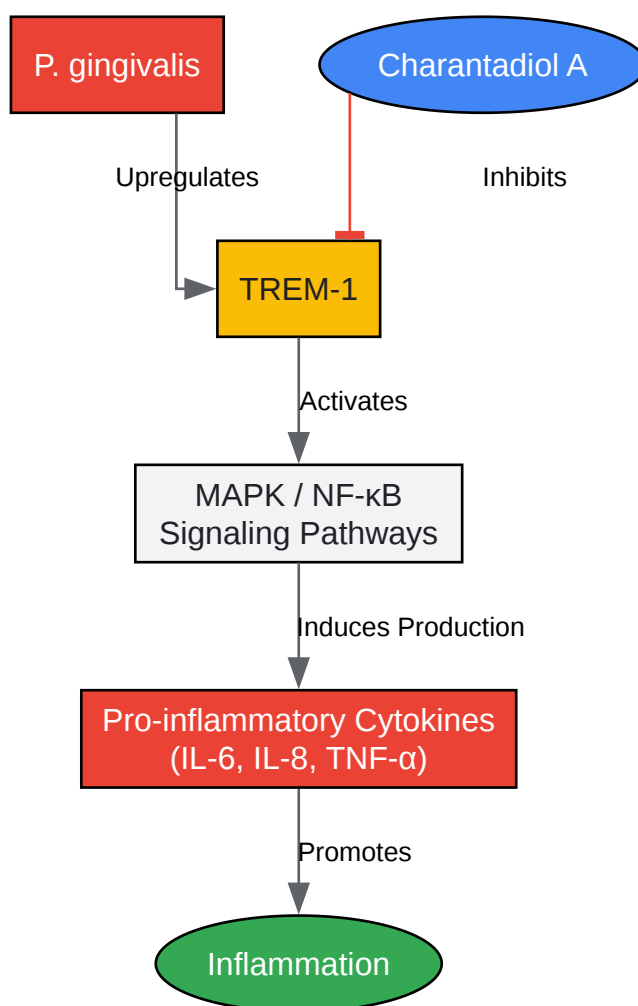 P. gingivalis
Charantadiol A
Upregulates
Inhibits
TREM-1
Activates
MAPK / NF-κB
Signaling Pathways
Induces Production
Pro-inflammatory Cytokines
(IL-6, IL-8, TNF-α)
Promotes
Inflammation